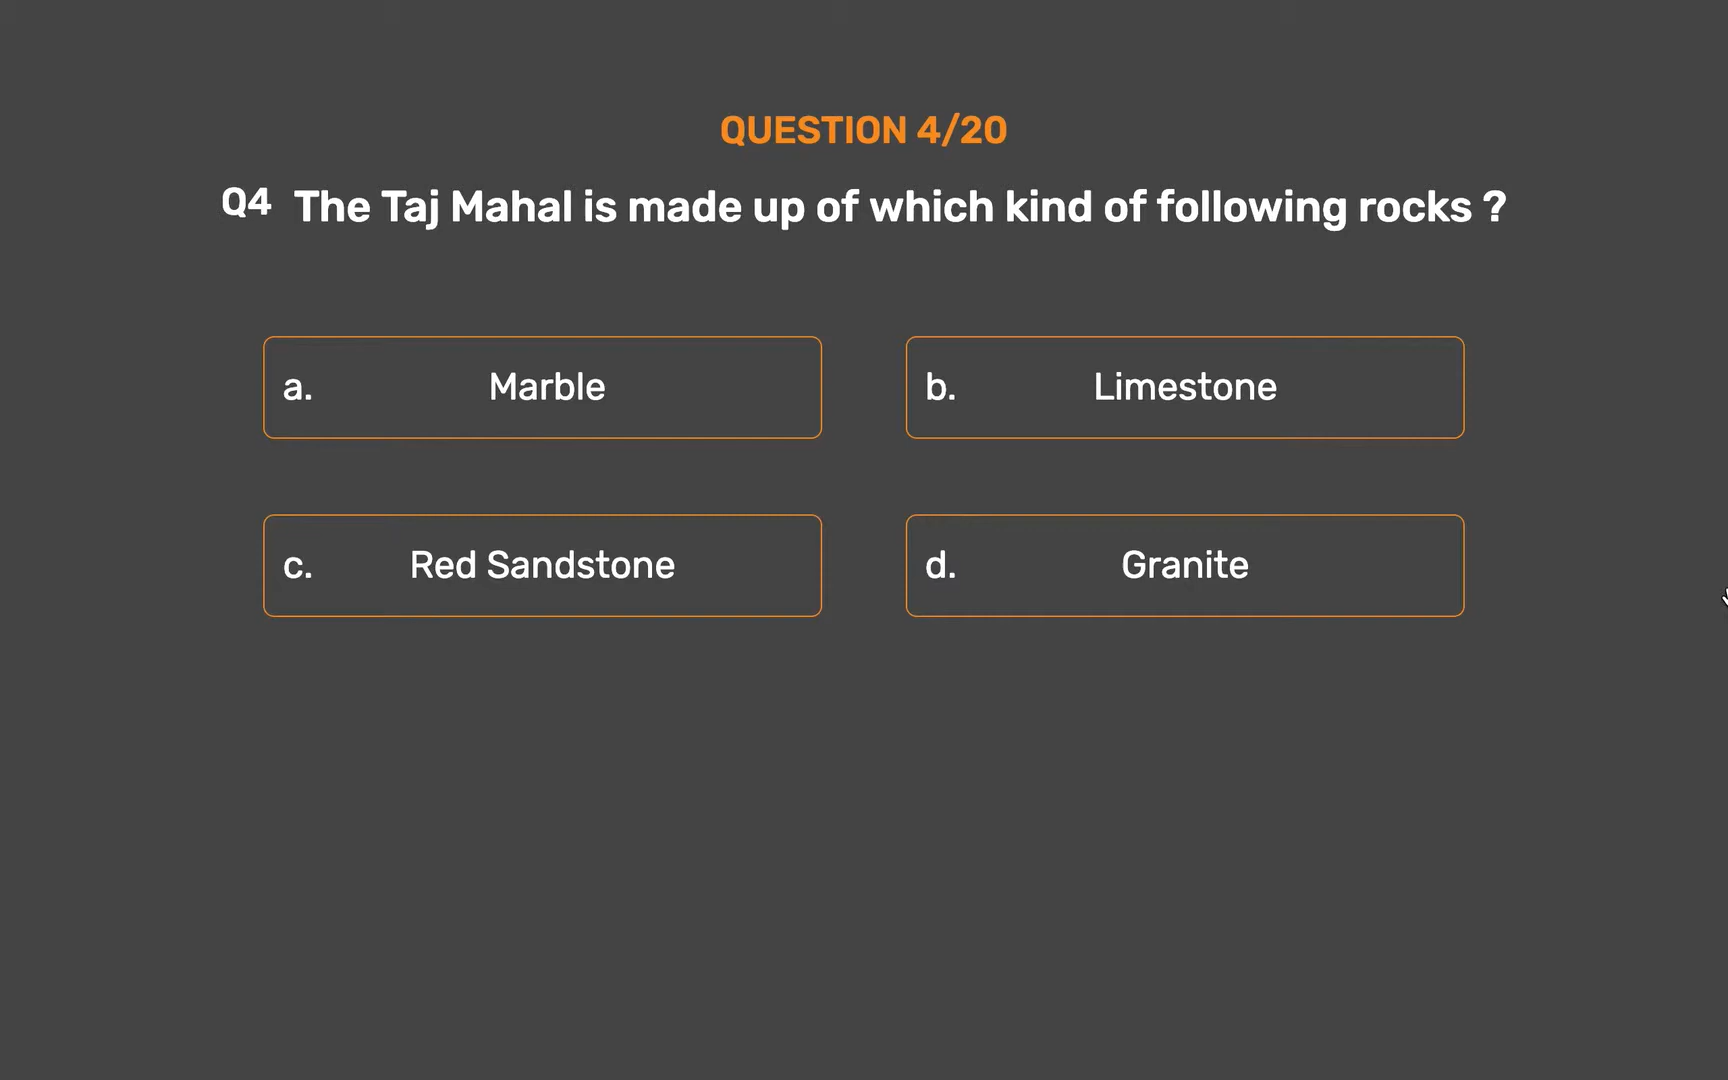 QUESTION 4/20
Q4 The Taj Mahal is made up of which kind of following rocks ?
a. Marble
b. Limestone
c. Red Sandstone
d. Granite